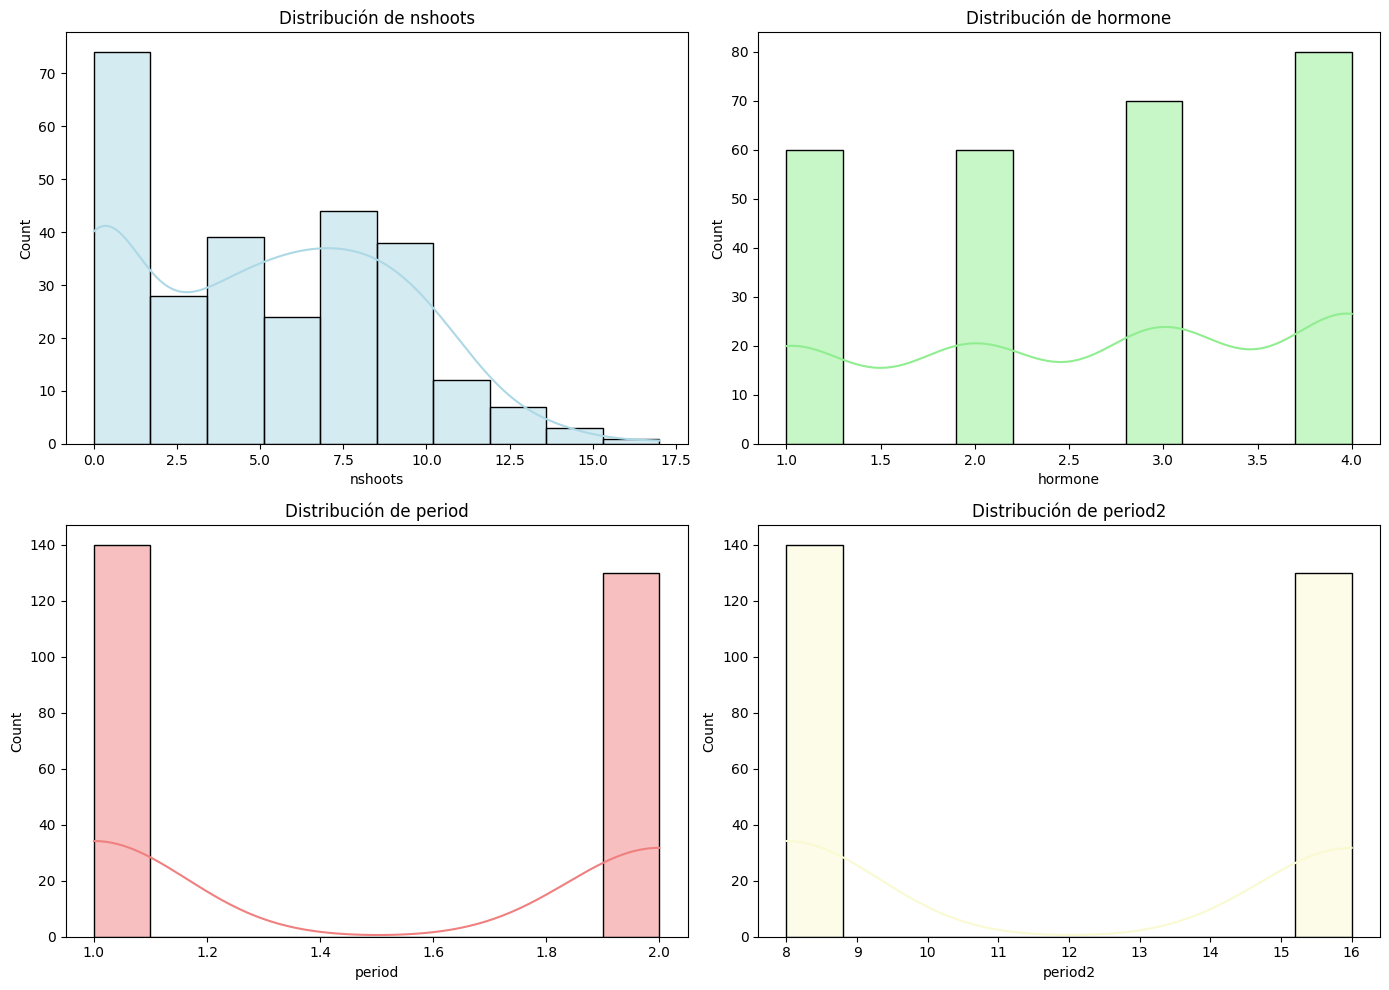 Distribución de nshoots
Count
70
60
50
40
30
20
10
0
0.0 2.5 5.0 7.5 10.0 12.5 15.0 17.5
nshoots
Distribución de hormone
Count
80
70
60
50
40
30
20
10
0
1.0 1.5 2.0 2.5 3.0 3.5 4.0
hormone
Distribución de period
Count
140
120
100
80
60
40
20
0
1.0 1.2 1.4 1.6 1.8 2.0
period
Distribución de period2
Count
140
120
100
80
60
40
20
0
8 9 10 11 12 13 14 15 16
period2